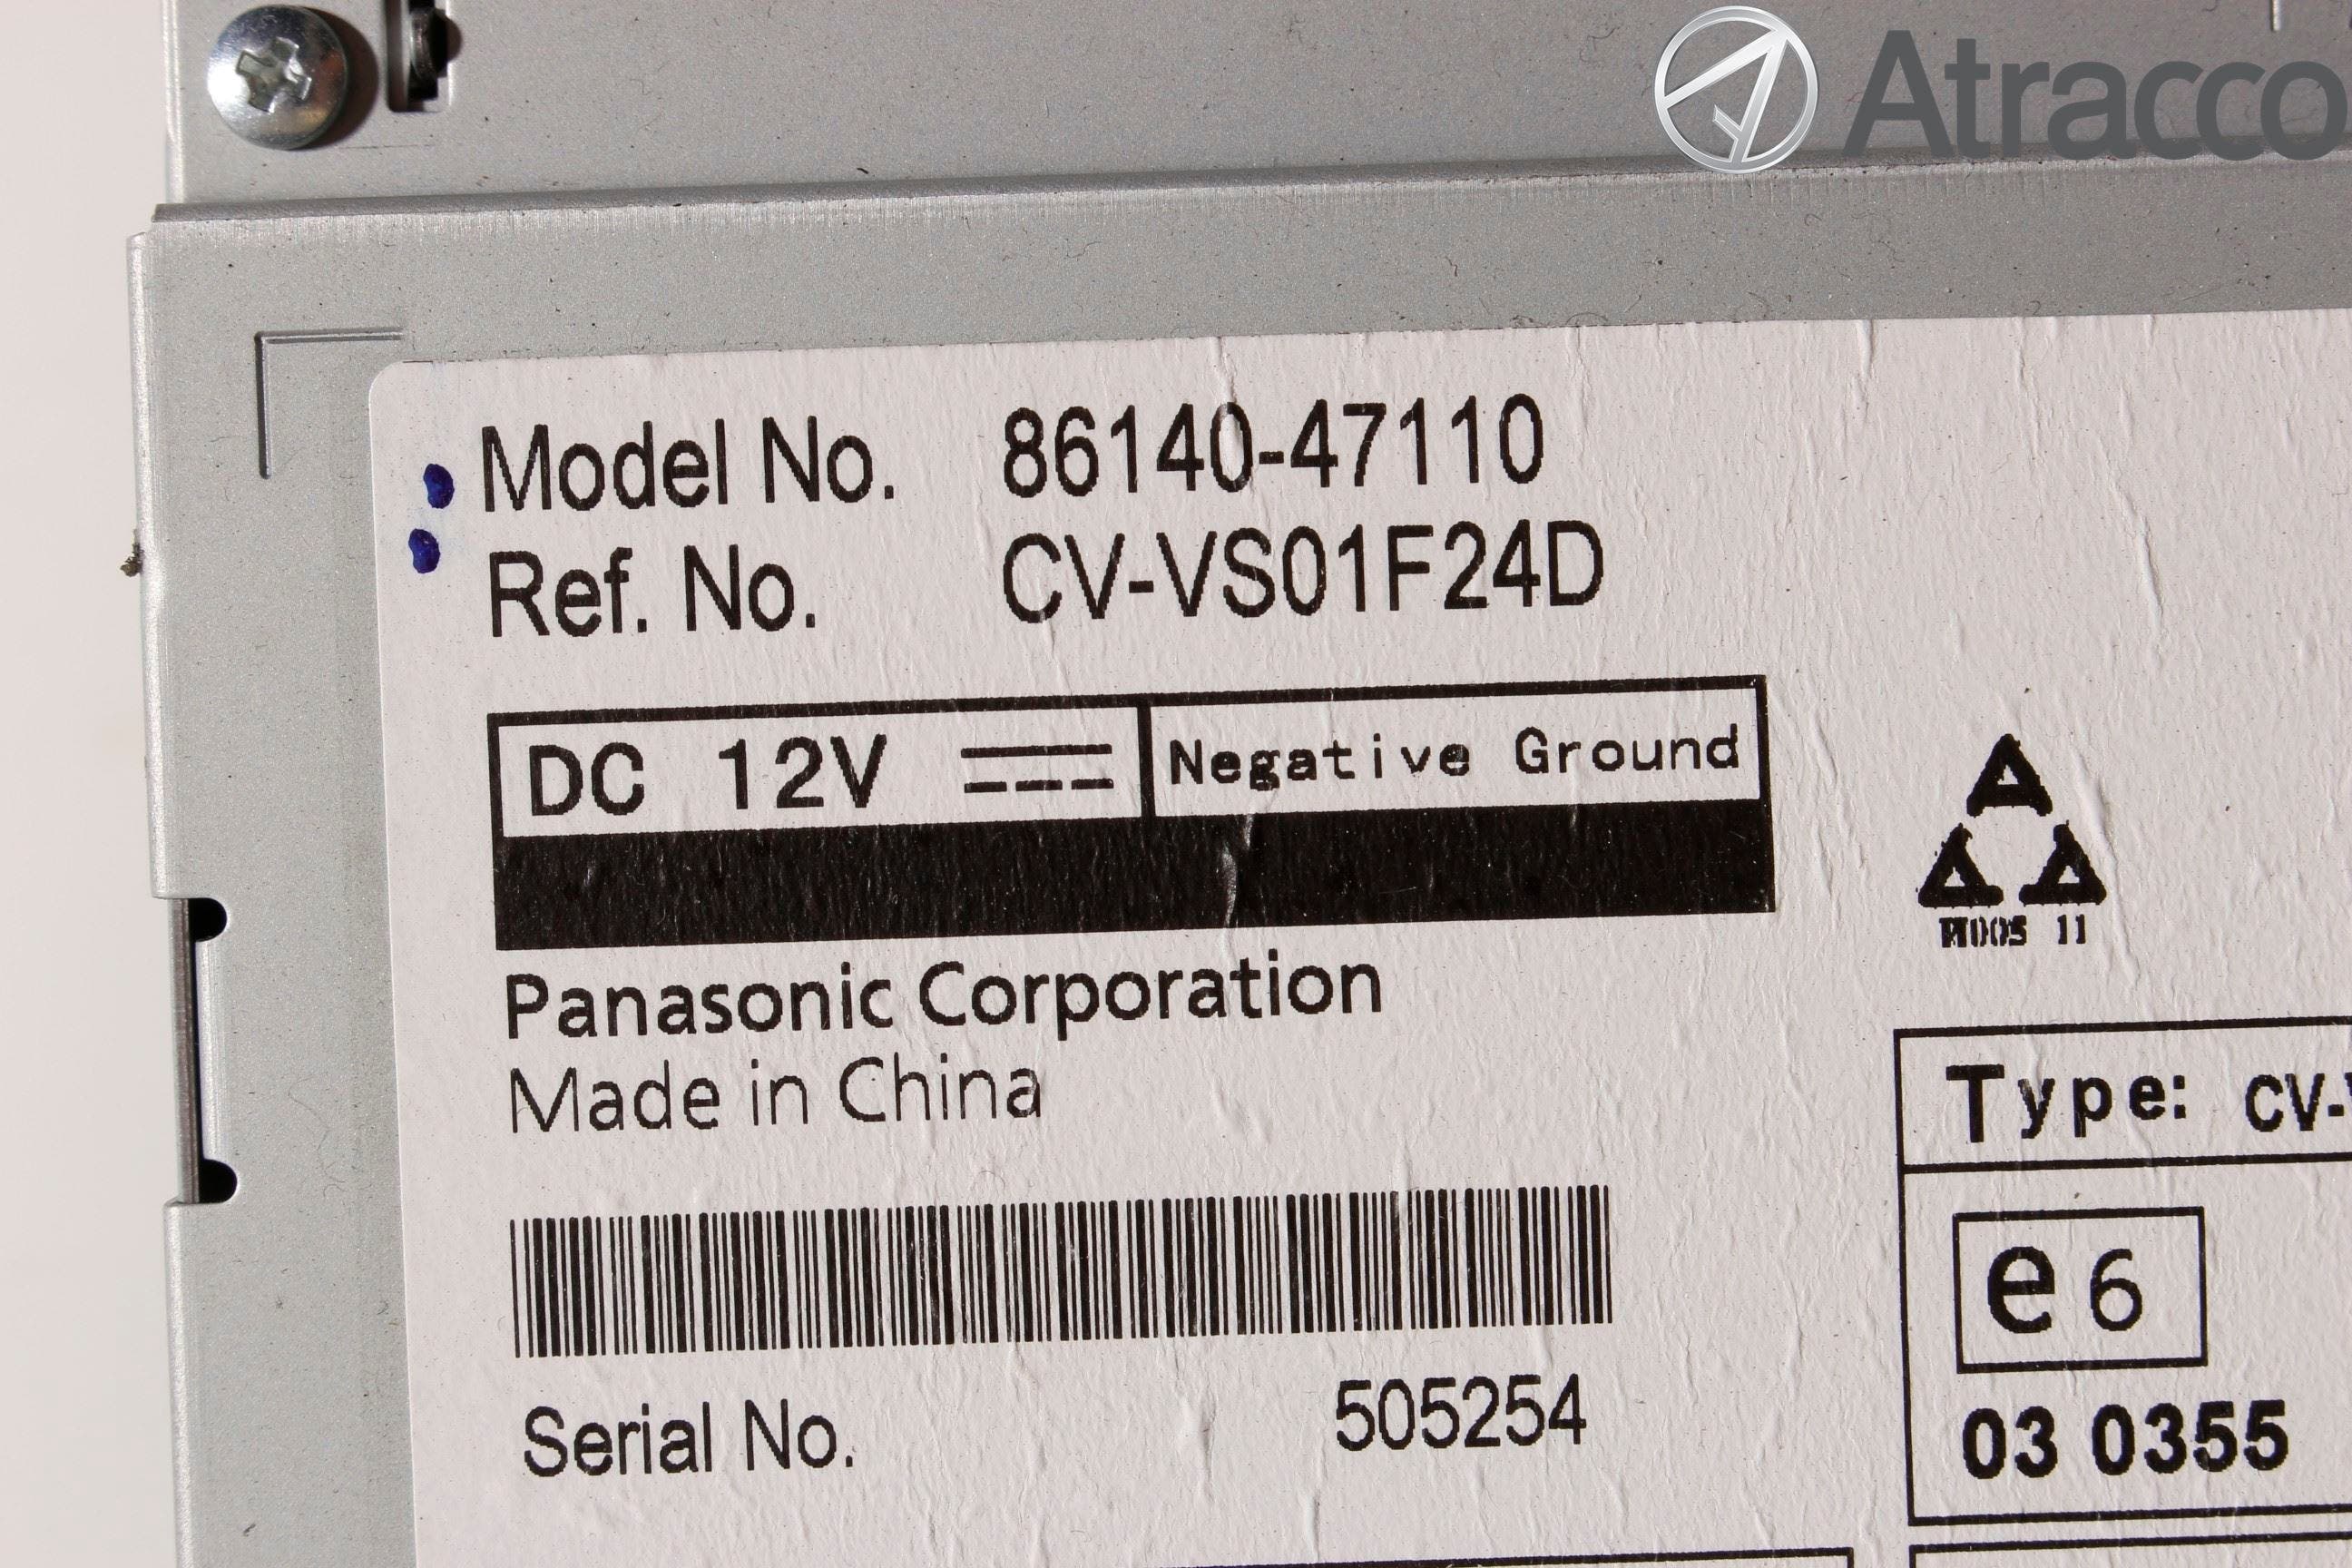 Atracco
Model No. 86140-47110
Ref. No. CV-VS01F24D
DC 12V Negative Ground
Panasonic Corporation
Made in China
Type: CV-
e6
03 0355
Serial No. 505254